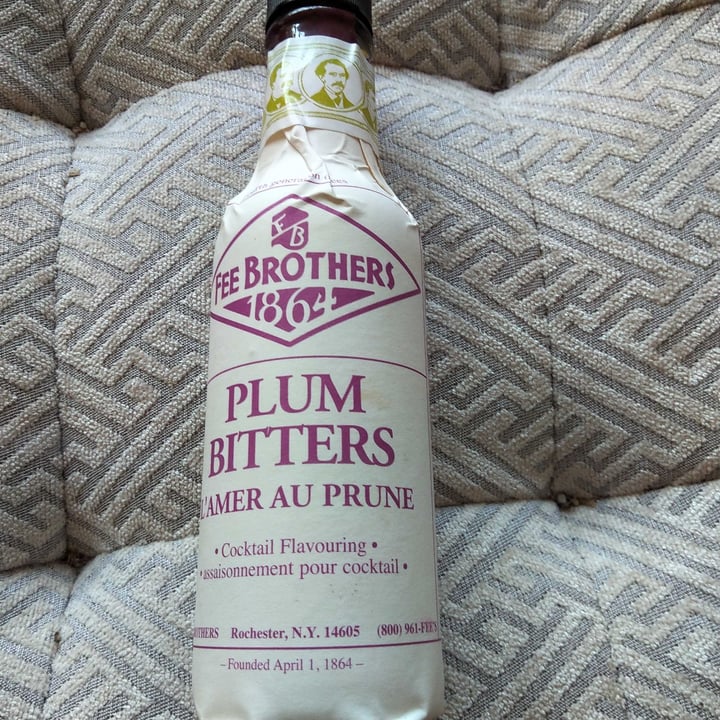 FB
FEE BROTHERS
1864
PLUM
BITTERS
L'AMER AU PRUNE
• Cocktail Flavouring •
• assaisonnement pour cocktail •
Rochester, N.Y. 14605 (800) 961-FEES
– Founded April 1, 1864 –